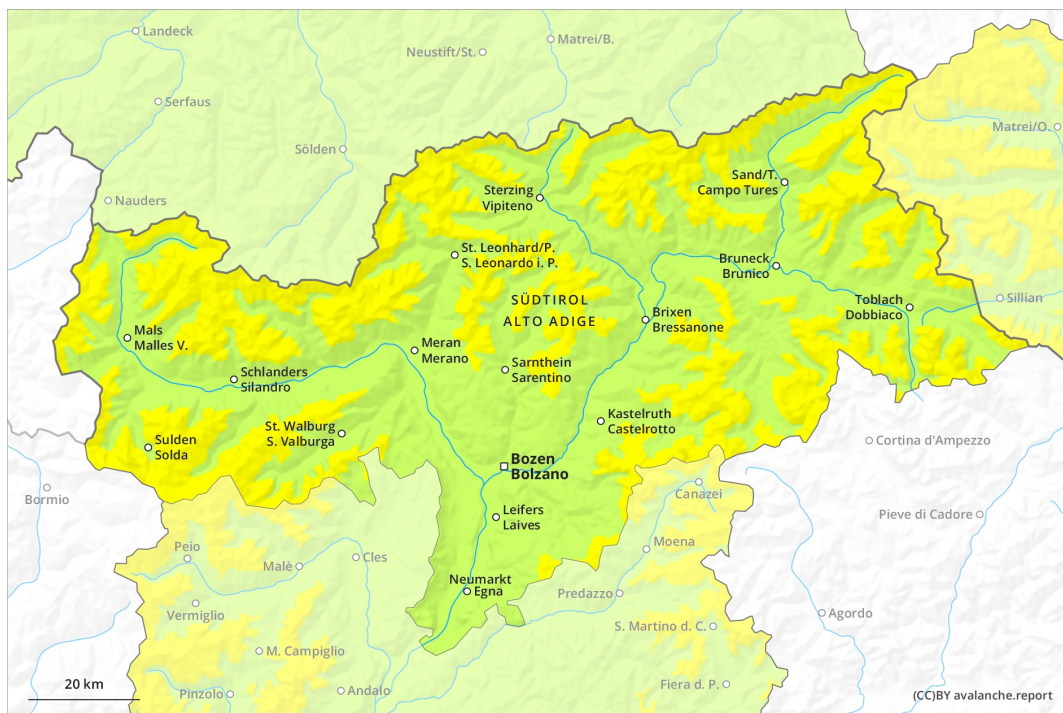 Landeck
Neustift/St.
Matrei/B.
Serfaus
Matrei/O.
Sölden
Sand/T.
Campo Tures
Sterzing
Vipiteno
Nauders
St. Leonhard/P.
S. Leonardo i. P.
Bruneck
Brunico
SÜDTIROL
ALTO ADIGE
Toblach
Dobbiaco
Sillian
Brixen
Bressanone
Mals
Malles V.
Meran
Merano
Sarnthein
Sarentino
Schlanders
Silandro
Kastelruth
Castelrotto
St. Walburg
S. Valburga
Sulden
Solda
Cortina d'Ampezzo
Bozen
Bolzano
Bormio
Canazei
Leifers
Laives
Pieve di Cadore
Moena
Peio
Cles
Malè
Neumarkt
Egna
Predazzo
Vermiglio
Agordo
S. Martino d. C.
M. Campiglio
20 km
Pinzolo
Andalo
Fiera d. P.
(CC)BY avalanche.report